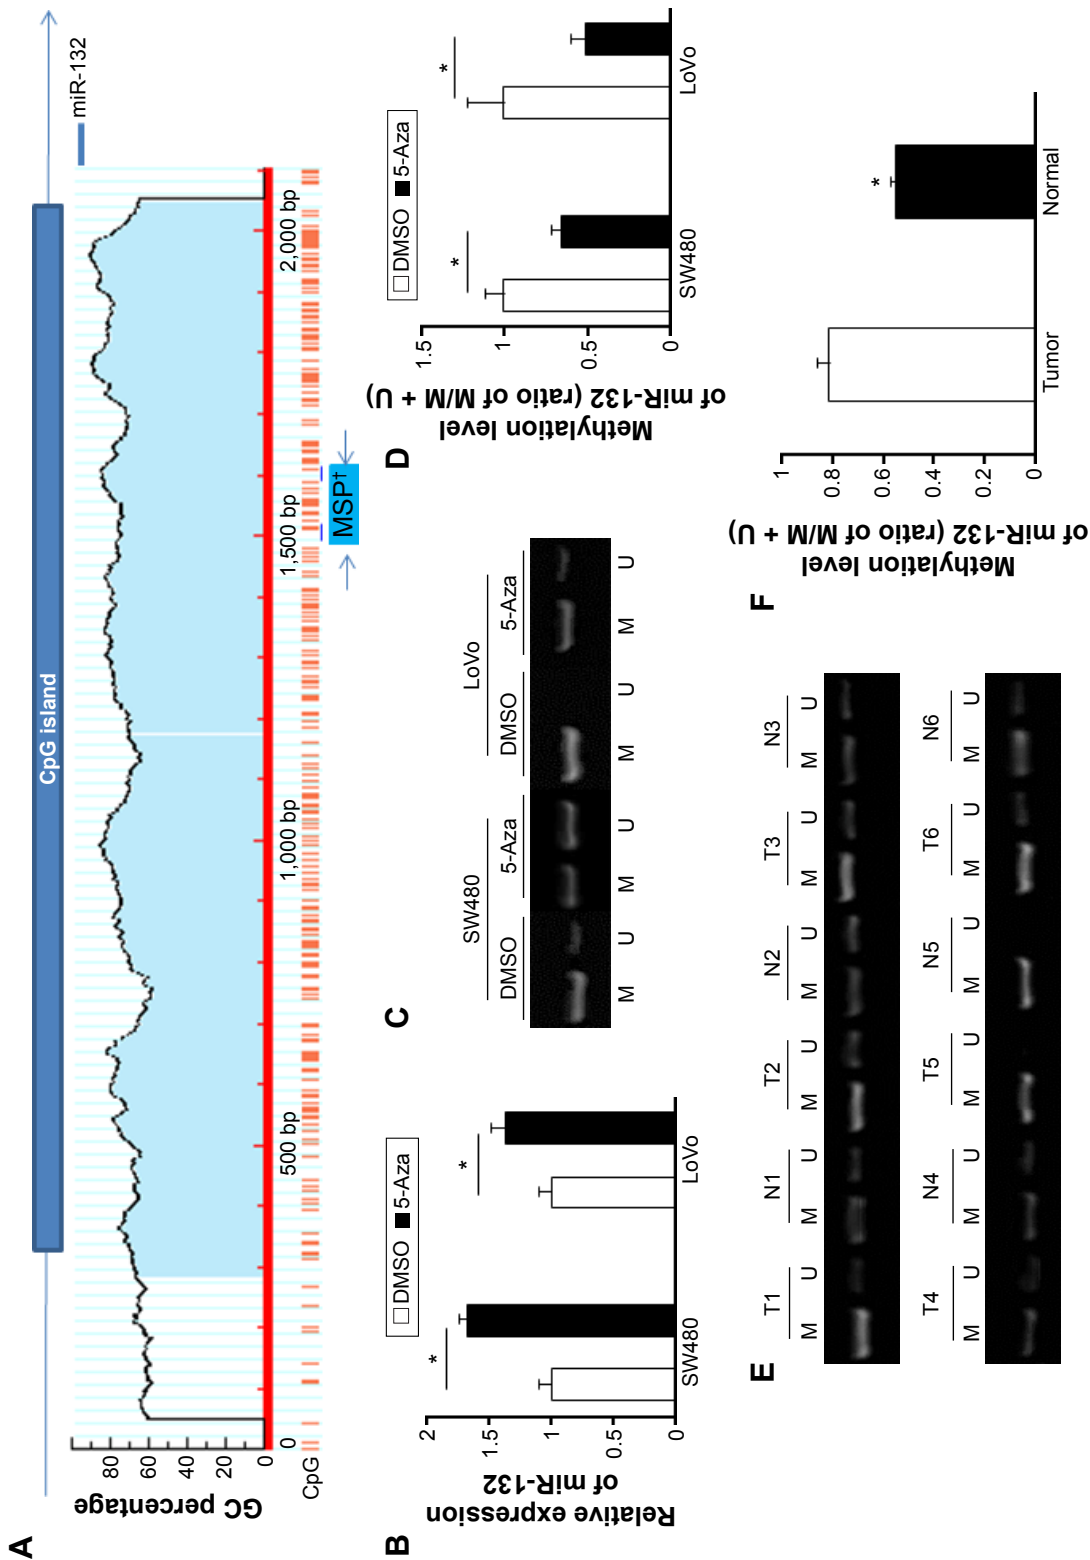 A
CpG island
miR-132
GC percentage
80
60
40
20
0
0
500 bp
1,000 bp
1,500 bp
2,000 bp
CpG
MSP†
B
Relative expression
of miR-132
2
1.5
1
0.5
0
DMSO 5-Aza
*
*
SW480
LoVo
C
SW480
LoVo
DMSO
5-Aza
DMSO
5-Aza
M U M U M U M U
D
Methylation level
of miR-132 (ratio of M/M + U)
1.5
1
0.5
0
DMSO 5-Aza
*
*
SW480
LoVo
E
T1 N1 T2 N2 T3 N3
M U M U M U M U M U M U
T4 N4 T5 N5 T6 N6
M U M U M U M U M U M U
F
Methylation level
of miR-132 (ratio of M/M + U)
1
0.8
0.6
0.4
0.2
0
*
Tumor
Normal